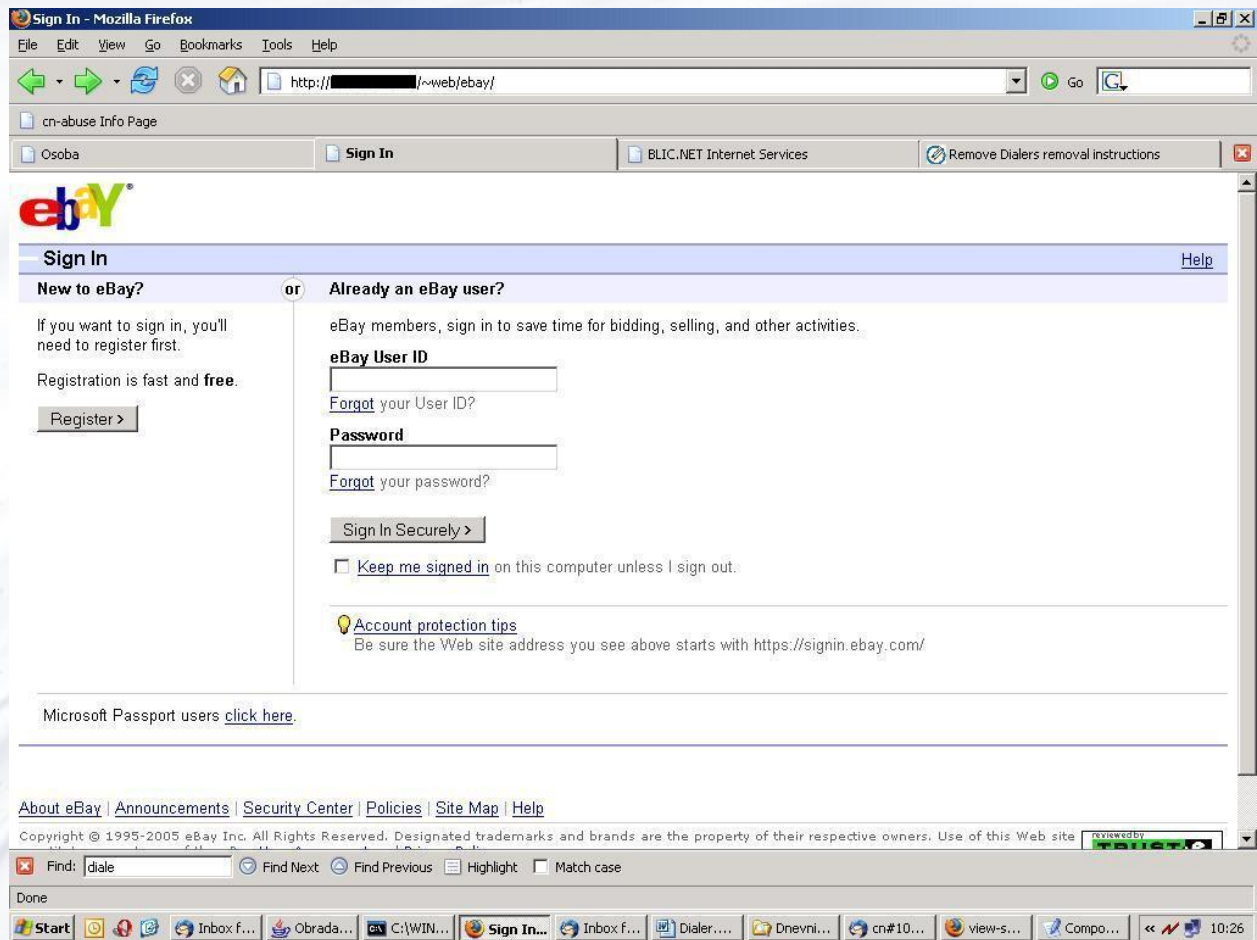 Sign In - Mozilla Firefox
File Edit View Go Bookmarks Tools Help
http:// /~web/ebay/ Go G
cn-abuse Info Page
Osoba Sign In BLIC.NET Internet Services Remove Dialers removal instructions
ebaY®
Sign In Help
New to eBay? or Already an eBay user?
If you want to sign in, you'll
need to register first.
Registration is fast and free.
Register >
eBay members, sign in to save time for bidding, selling, and other activities.
eBay User ID
Forgot your User ID?
Password
Forgot your password?
Sign In Securely >
Keep me signed in on this computer unless I sign out.
Account protection tips
Be sure the Web site address you see above starts with https://signin.ebay.com/
Microsoft Passport users click here.
About eBay | Announcements | Security Center | Policies | Site Map | Help
Copyright © 1995-2005 eBay Inc. All Rights Reserved. Designated trademarks and brands are the property of their respective owners. Use of this Web site
reviewed by
TRUSTe
Find: diale Find Next Find Previous Highlight Match case
Done
Start Inbox f... Obrada... C:\WIN... Sign In... Inbox f... Dialer.... Dnevni... cn#10... view-s... Compo... « 10:26